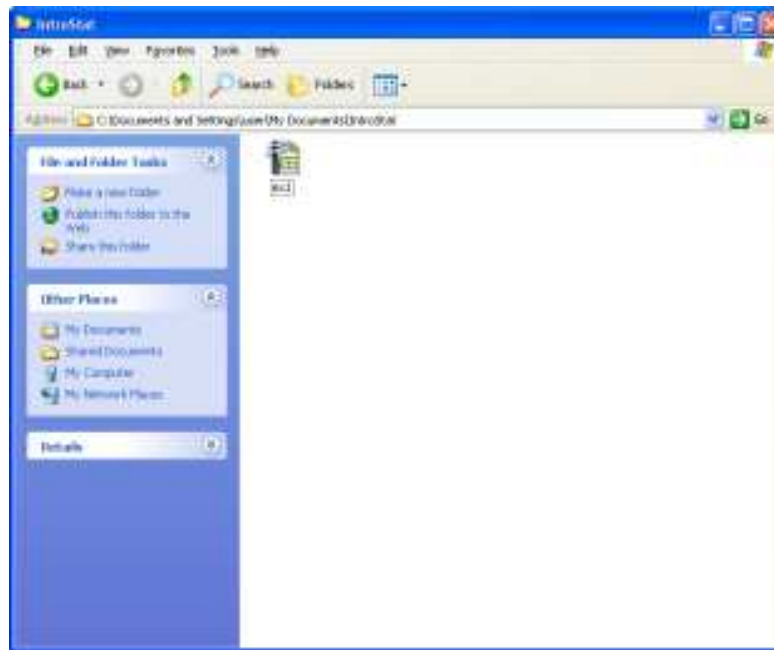 IntroStat
File Edit View Favorites Tools Help
Back Search Folders
Address C:\Documents and Settings\user\My Documents\IntroStat Go
File and Folder Tasks
Make a new folder
Publish this folder to the
Web
Share this folder
Other Places
My Documents
Shared Documents
My Computer
My Network Places
Details